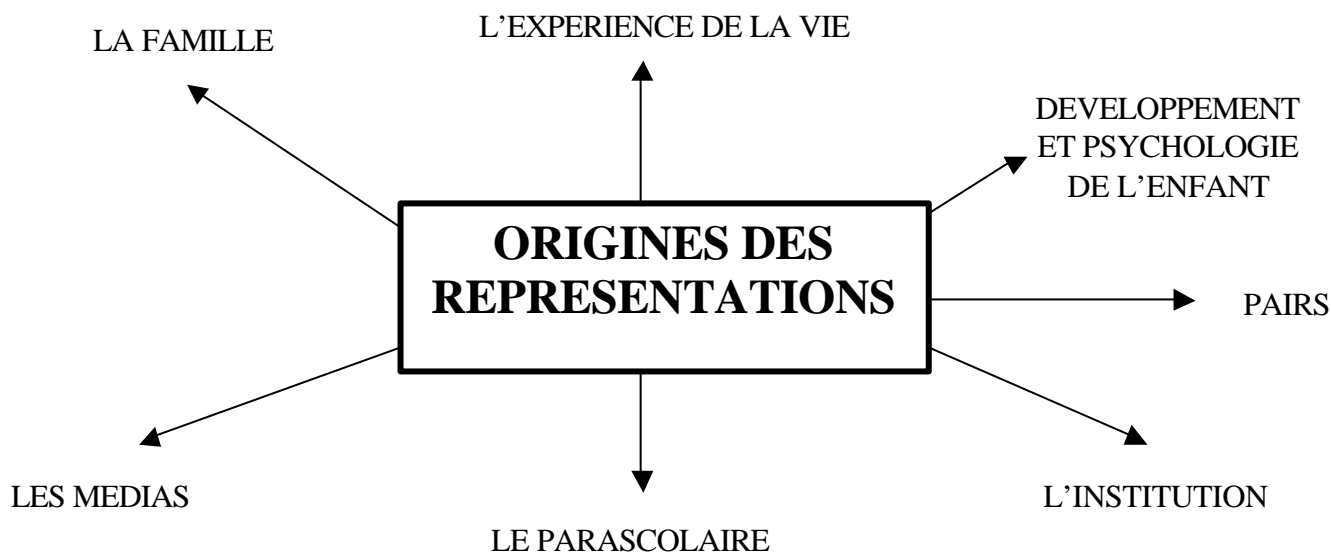 L'EXPERIENCE DE LA VIE
LA FAMILLE
DEVELOPPEMENT
ET PSYCHOLOGIE
DE L’ENFANT
ORIGINES DES
REPRESENTATIONS
PAIRS
LES MEDIAS
L’INSTITUTION
LE PARASCOLAIRE